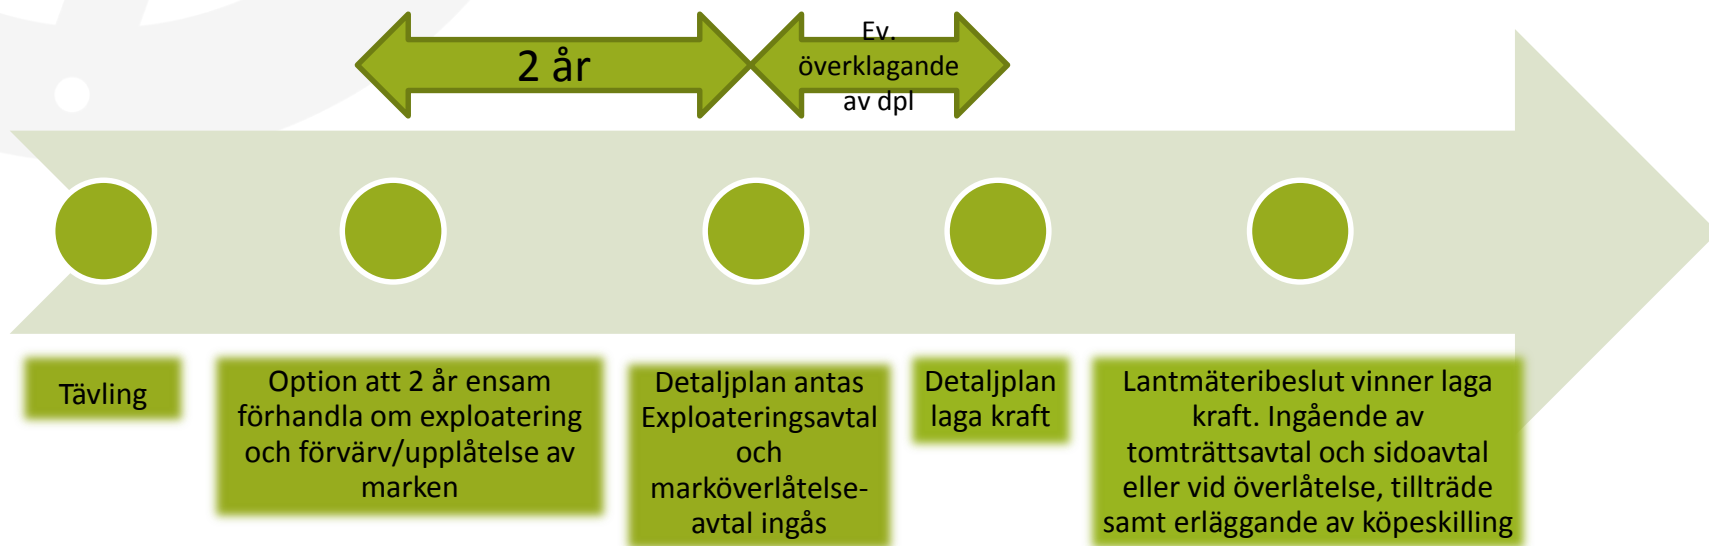 2 år
Ev.
överklagande
av dpl
Tävling
Option att 2 år ensam
förhandla om exploatering
och förvärv/upplåtelse av
marken
Detaljplan antas
Exploateringsavtal
och
marköverlåtelse-
avtal ingås
Detaljplan
laga kraft
Lantmäteribeslut vinner laga
kraft. Ingående av
tomträttsavtal och sidoavtal
eller vid överlåtelse, tillträde
samt erläggande av köpeskilling